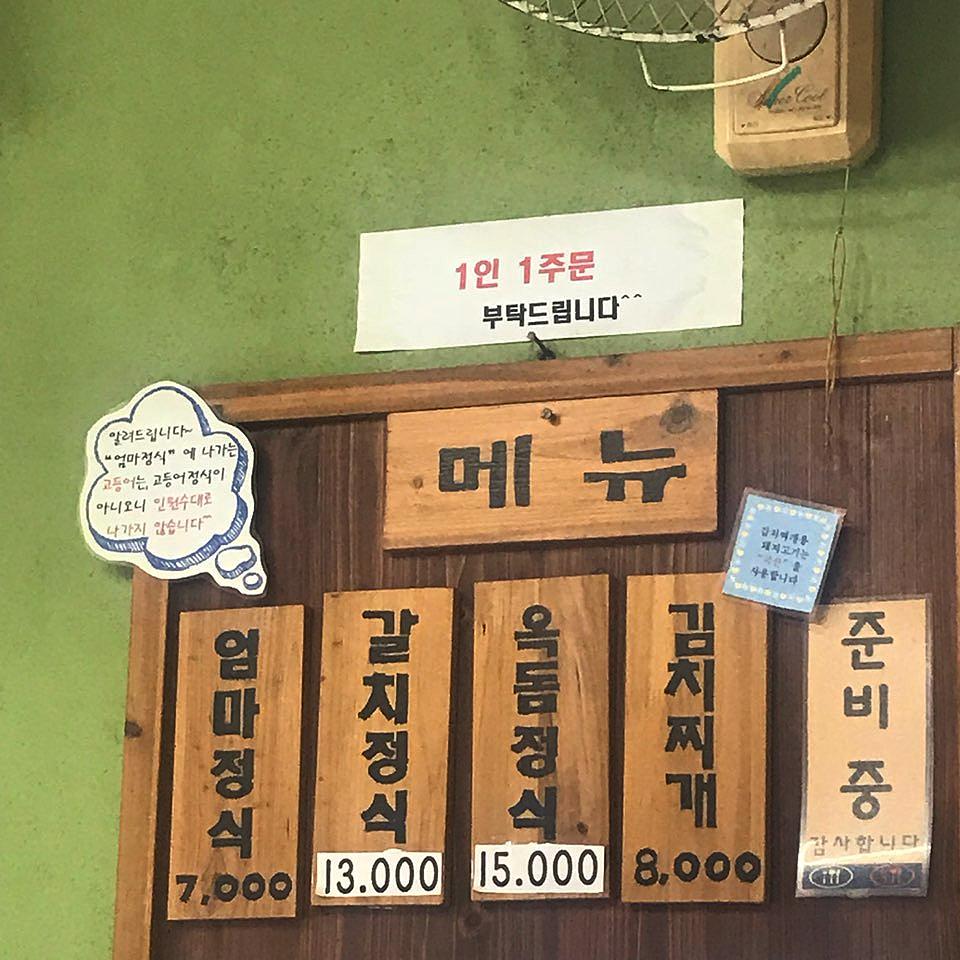 1인 1주문
부탁드립니다^^
메뉴
알려드립니다~
"엄마정식" 에 나가는
고등어는, 고등어정식이
아니오니 인원수대로
나가지 않습니다~
김치찌개용
돼지고기는
"국산"을
사용합니다
엄마정식
7,000
갈치정식
13.000
옥돔정식
15.000
김치찌개
8,000
준비중
감사합니다